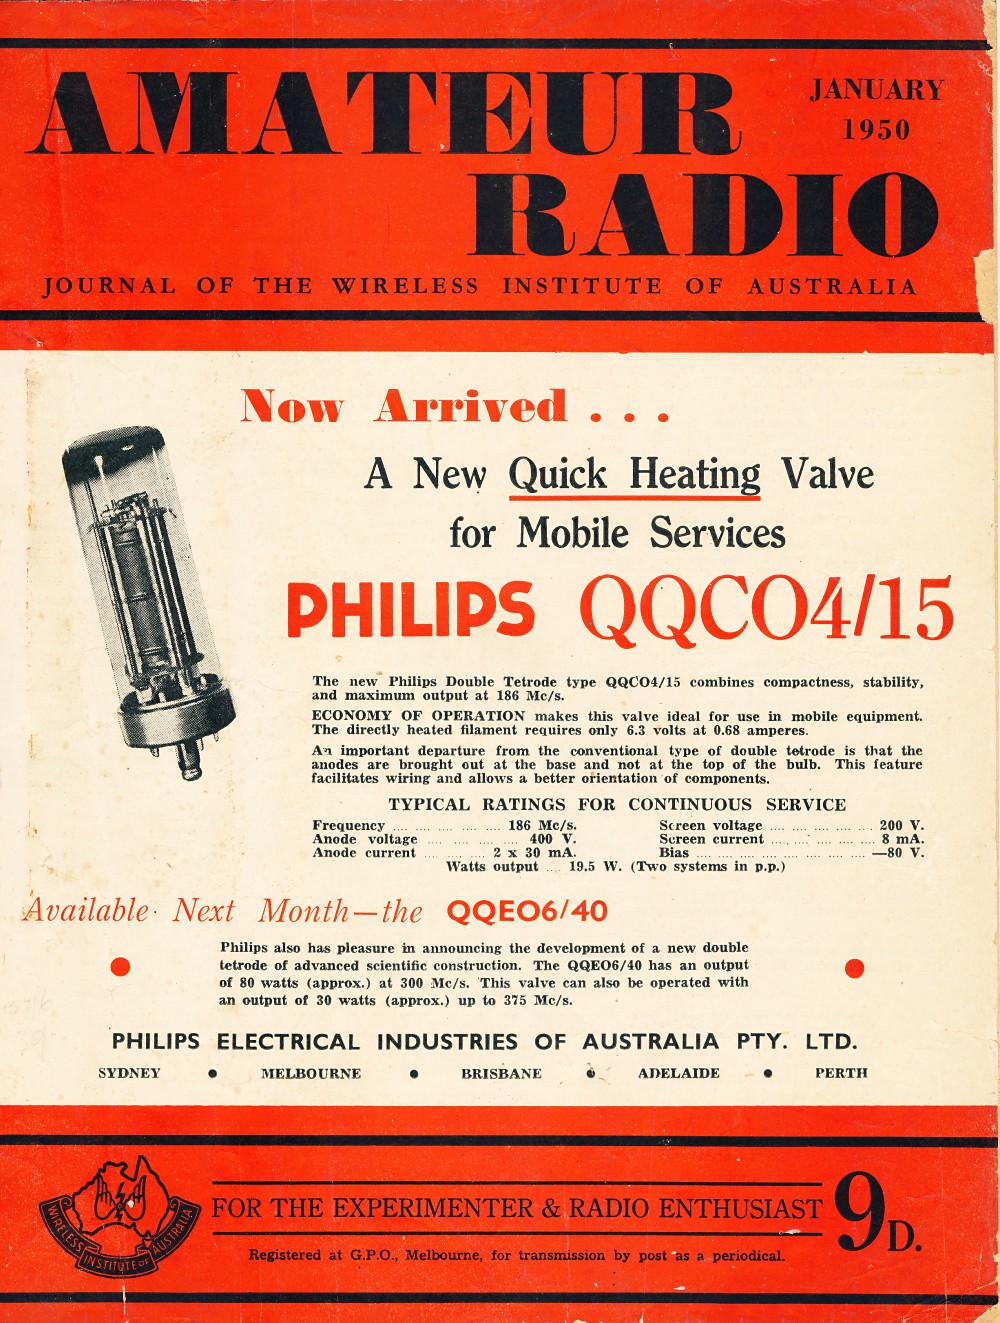 AMATEUR
JANUARY
1950
RADIO
JOURNAL OF THE WIRELESS INSTITUTE OF AUSTRALIA
Now Arrived . . .
A New Quick Heating Valve
for Mobile Services
PHILIPS QQCO4/15
The new Philips Double Tetrode type QQCO4/15 combines compactness, stability,
and maximum output at 186 Mc/s.
ECONOMY OF OPERATION makes this valve ideal for use in mobile equipment.
The directly heated filament requires only 6.3 volts at 0.68 amperes.
An important departure from the conventional type of double tetrode is that the
anodes are brought out at the base and not at the top of the bulb. This feature
facilitates wiring and allows a better orientation of components.
TYPICAL RATINGS FOR CONTINUOUS SERVICE
Frequency .... .... .... .... .... 186 Mc/s. Screen voltage .... .... .... .... .... 200 V.
Anode voltage .... .... .... .... 400 V. Screen current .... .... .... .... .... 8 mA.
Anode current .... .... .... 2 x 30 mA. Bias .... .... .... .... .... .... .... .... —80 V.
Watts output .... 19.5 W. (Two systems in p.p.)
Available Next Month—the QQEO6/40
Philips also has pleasure in announcing the development of a new double
tetrode of advanced scientific construction. The QQEO6/40 has an output
of 80 watts (approx.) at 300 Mc/s. This valve can also be operated with
an output of 30 watts (approx.) up to 375 Mc/s.
PHILIPS ELECTRICAL INDUSTRIES OF AUSTRALIA PTY. LTD.
SYDNEY • MELBOURNE • BRISBANE • ADELAIDE • PERTH
WIRELESS INSTITUTE OF AUSTRALIA
FOR THE EXPERIMENTER & RADIO ENTHUSIAST
9D.
Registered at G.P.O., Melbourne, for transmission by post as a periodical.